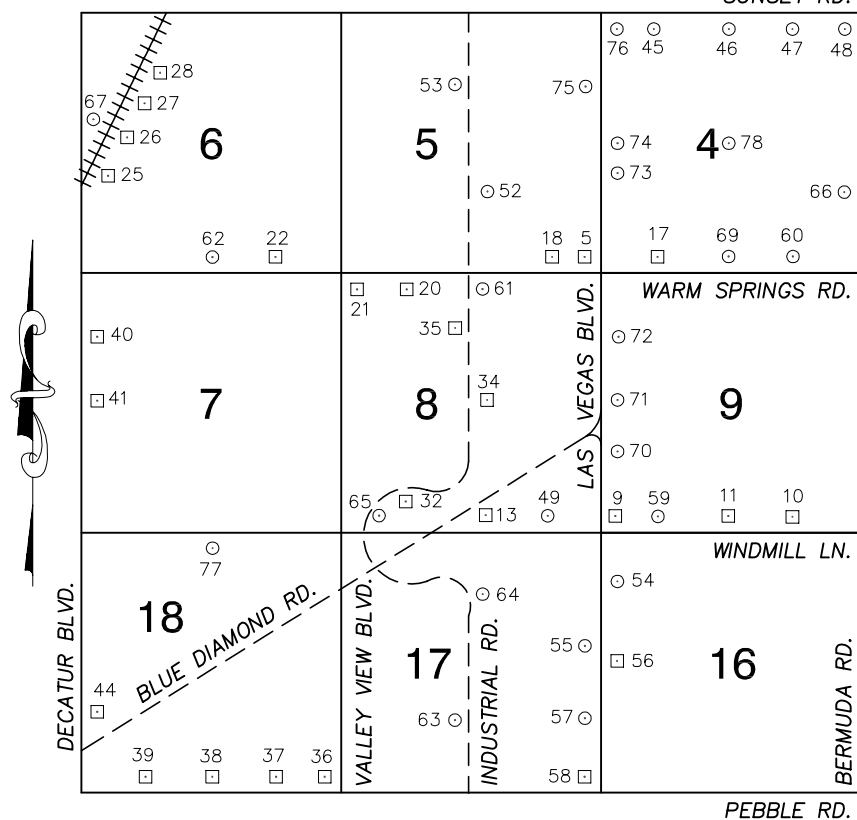 SUNSET RD.
76 45 46 47 48
28
53 75
67 27
26 6 5 74 4 78
25 73
52 66
62 22 18 5 17 69 60
21 20 61 WARM SPRINGS RD.
35 72
40
41 7 8 34 LAS VEGAS BLVD. 71 9
70
65 32 13 49 9 59 11 10
77 WINDMILL LN.
18 BLUE DIAMOND RD. 64 54
DECATUR BLVD. VALLEY VIEW BLVD. 17 INDUSTRIAL RD. 55 56 16 BERMUDA RD.
44 63 57
39 38 37 36 58
PEBBLE RD.